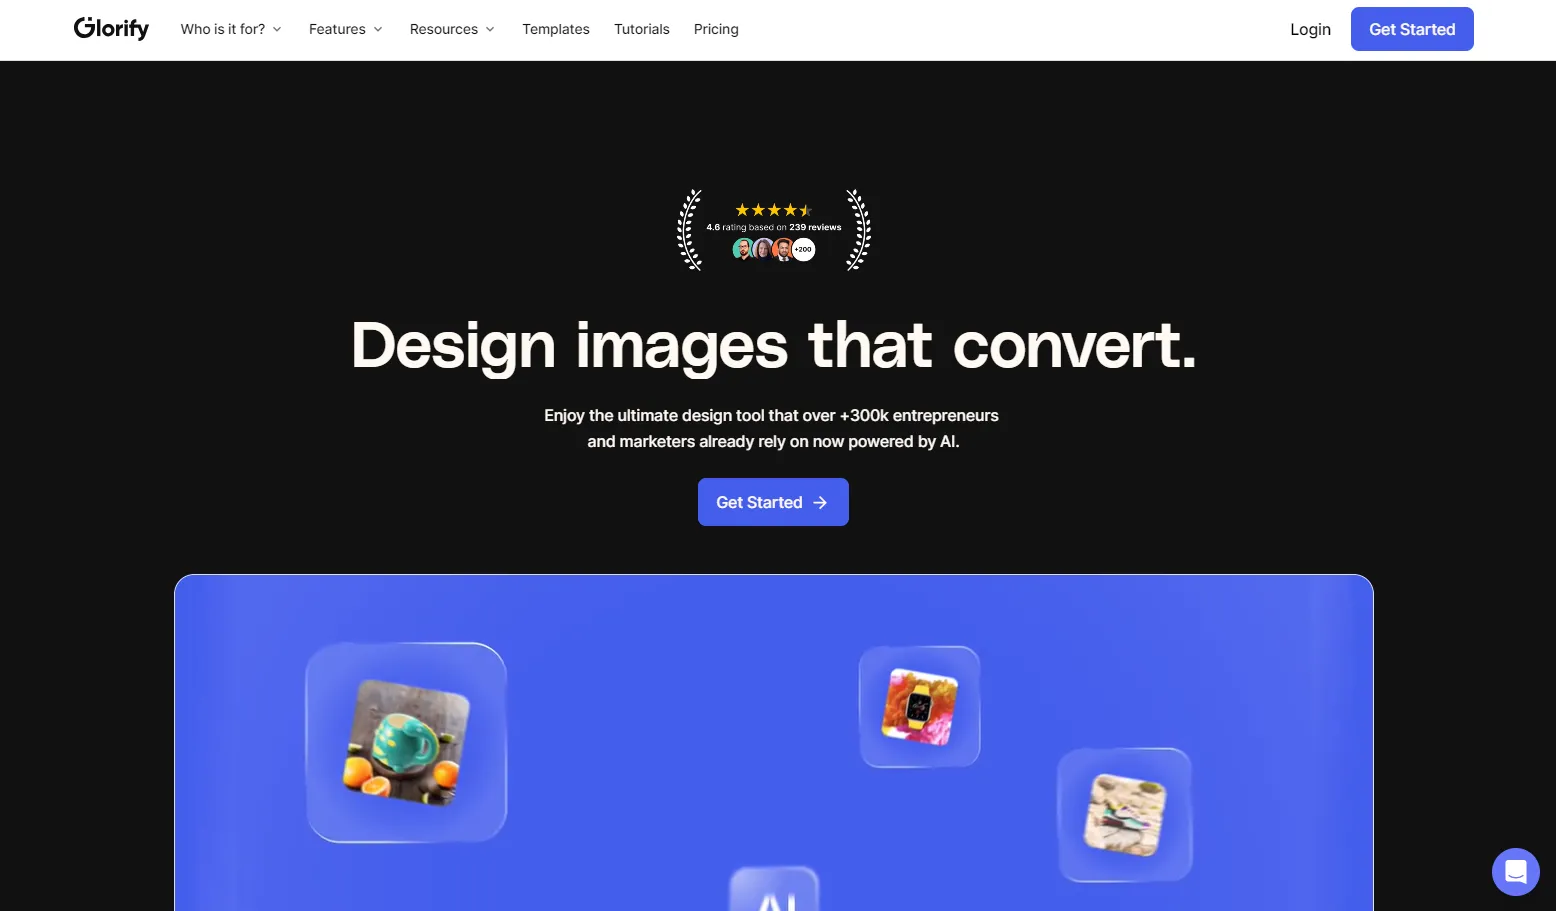 Glorify
Who is it for?
Features
Resources
Templates
Tutorials
Pricing
Login
Get Started
4.6 rating based on 239 reviews
+200
Design images that convert.
Enjoy the ultimate design tool that over +300k entrepreneurs
and marketers already rely on now powered by AI.
Get Started
AI